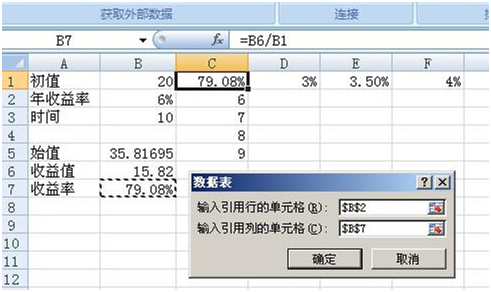 获取外部数据 连接
B7 fx =B6/B1
A B C D E F
1 初值 20 79.08% 3% 3.50% 4%
2 年收益率 6% 6
3 时间 10 7
4 8
5 始值 35.81695 9
6 收益值 15.82
7 收益率 79.08%
8
9
10
11
12
数据表 ? ×
输入引用行的单元格(R): $B$2
输入引用列的单元格(C): $B$7
确定 取消